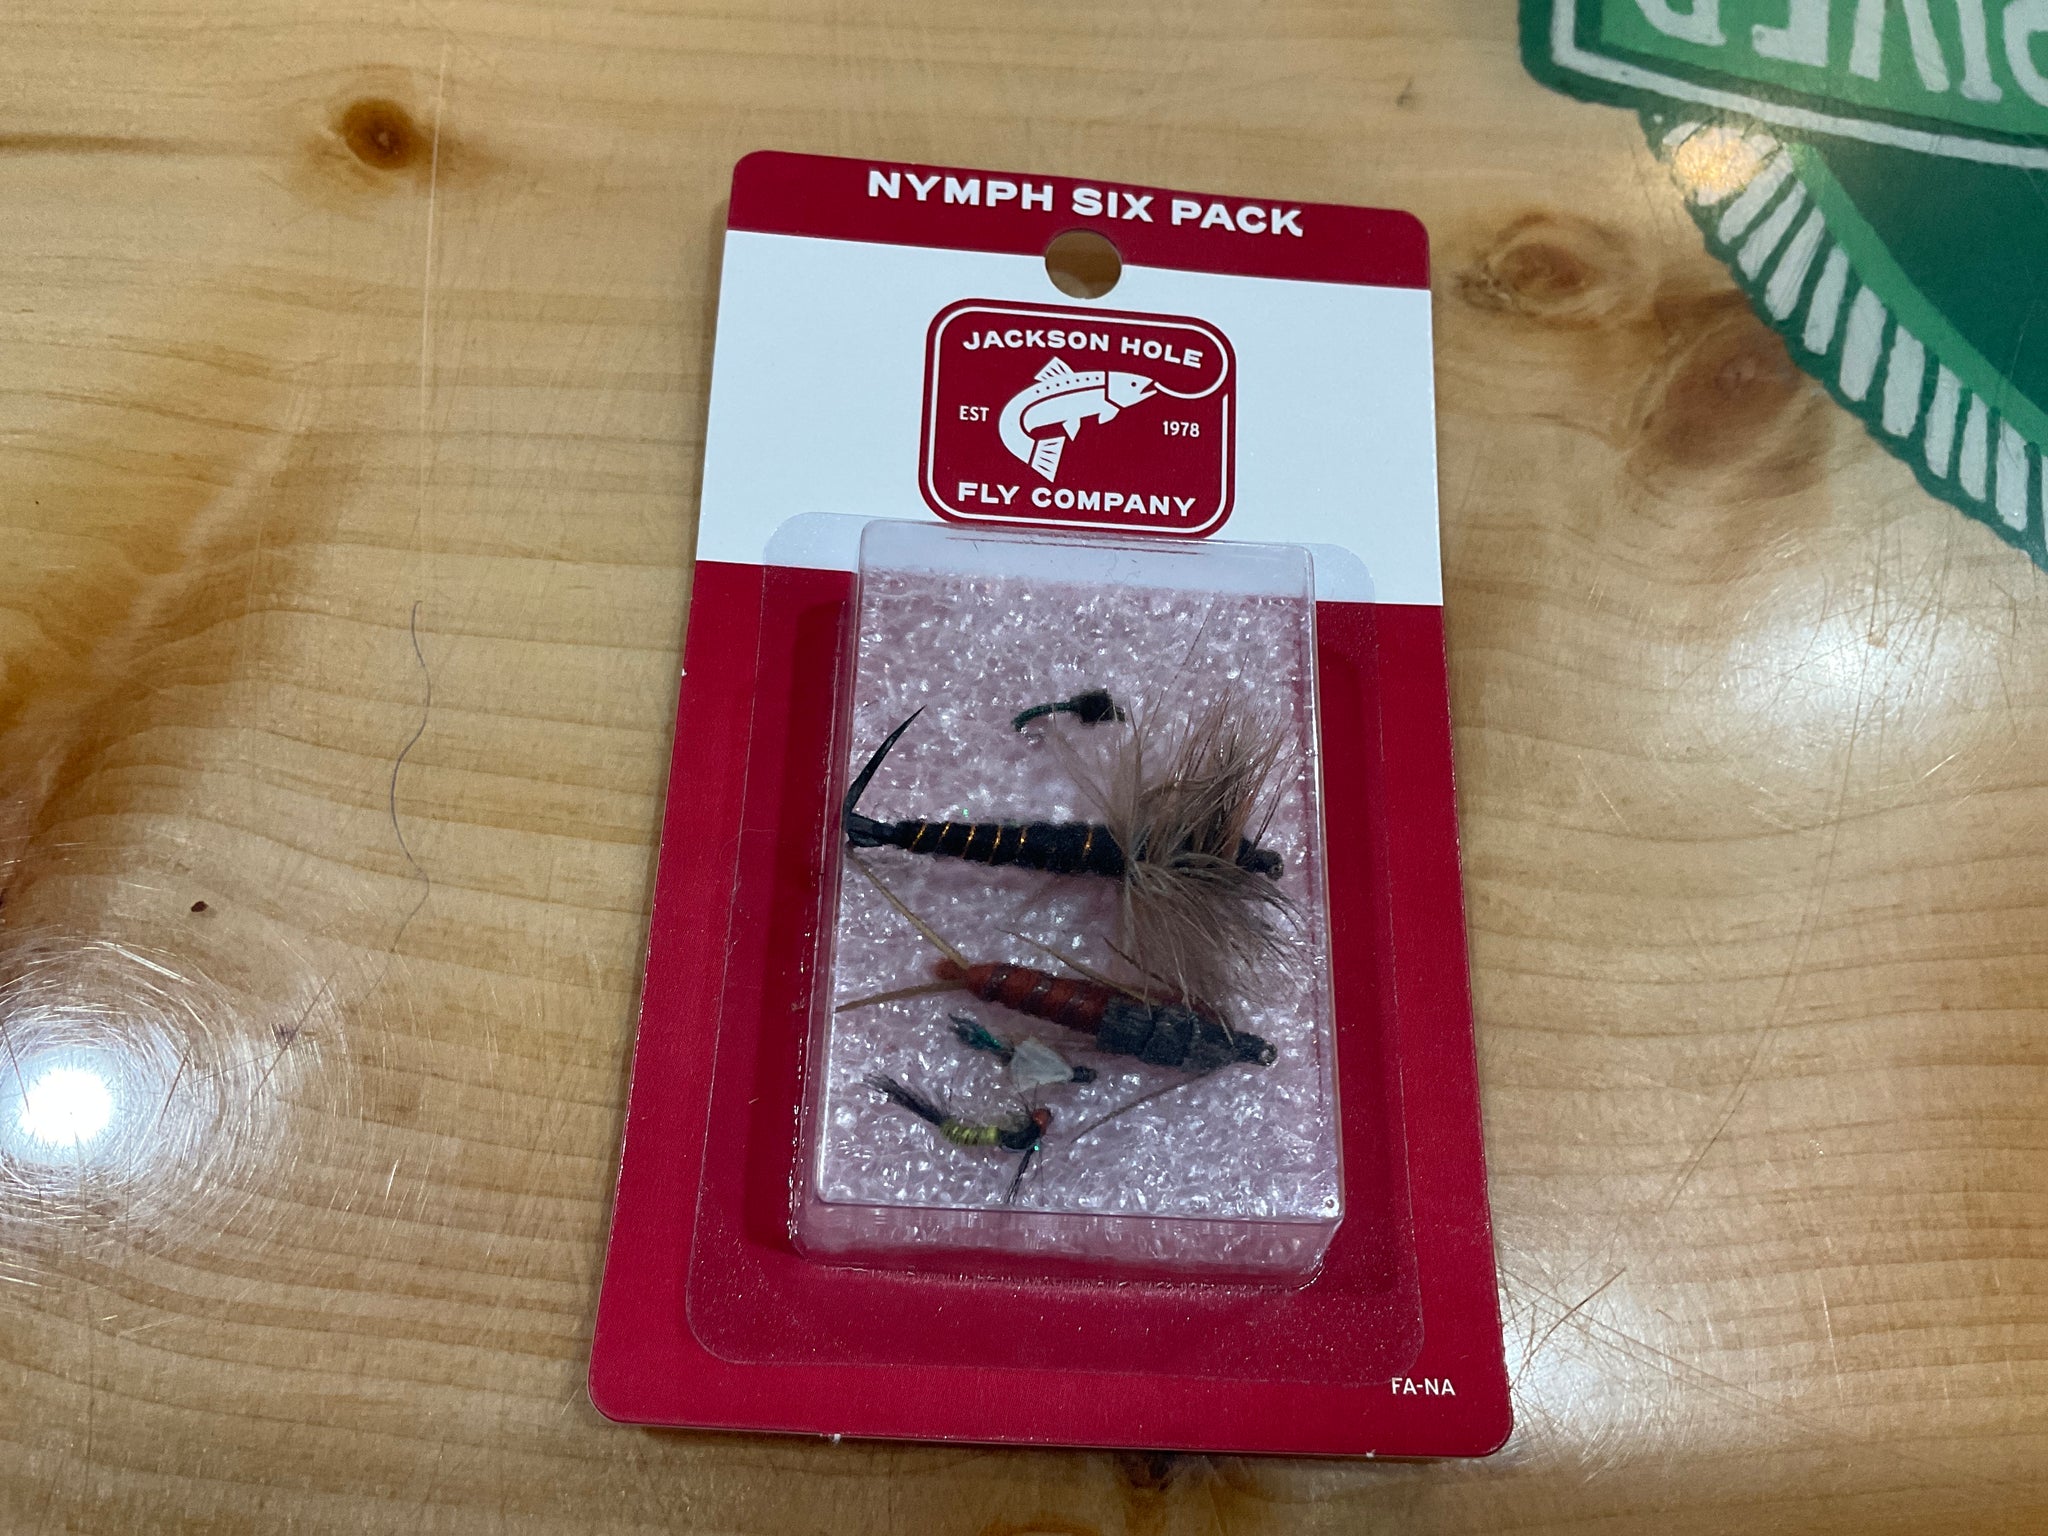 NYMPH SIX PACK
JACKSON HOLE
EST 1978
FLY COMPANY
FA-NA